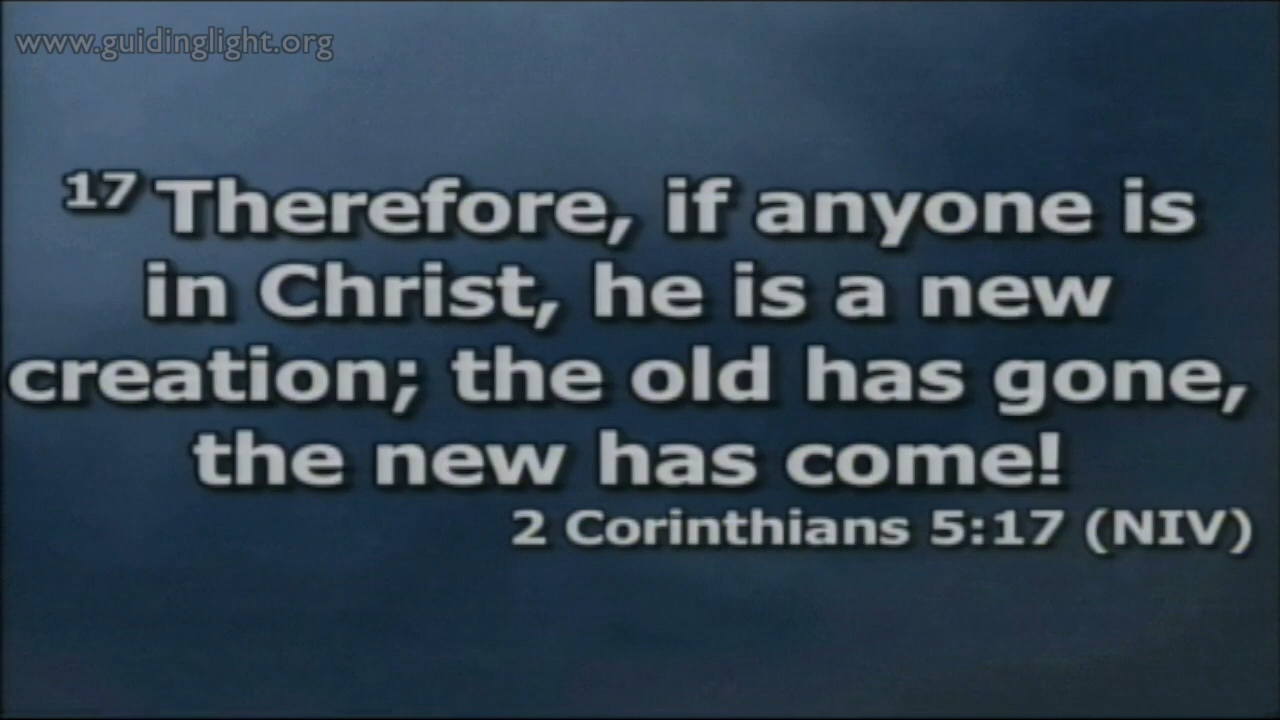 www.guidinglight.org
17 Therefore, if anyone is
in Christ, he is a new
creation; the old has gone,
the new has come!
2 Corinthians 5:17 (NIV)